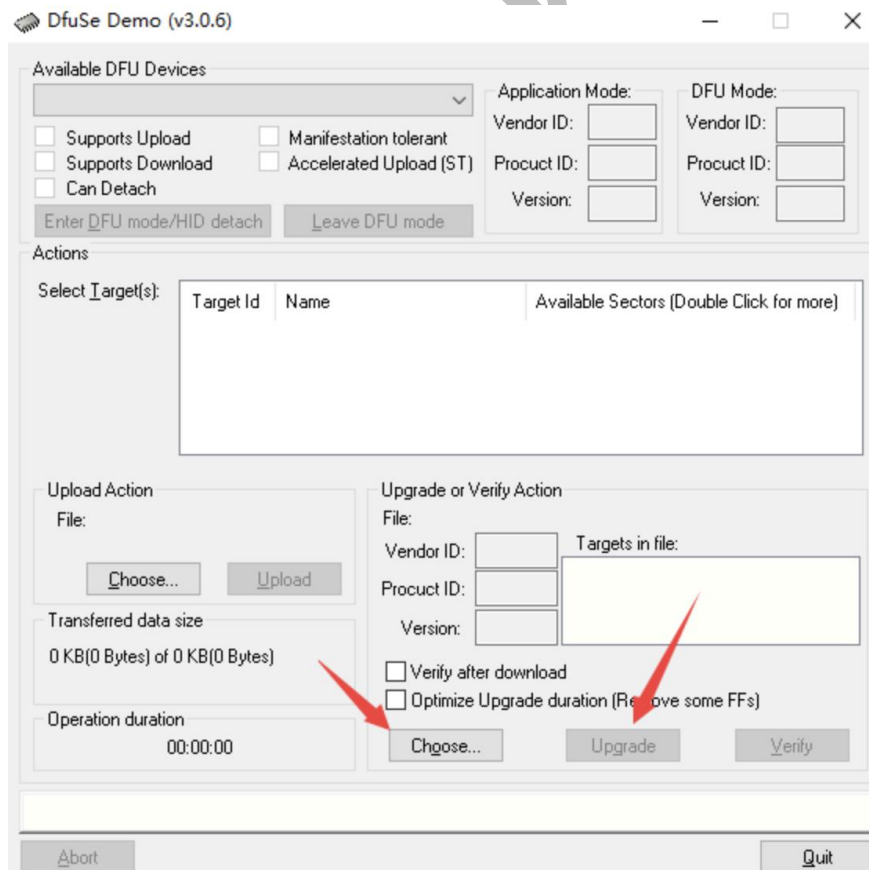 DfuSe Demo (v3.0.6)
Available DFU Devices
Supports Upload
Manifestation tolerant
Supports Download
Accelerated Upload (ST)
Can Detach
Enter DFU mode/HID detach
Leave DFU mode
Application Mode:
Vendor ID:
Procuct ID:
Version:
DFU Mode:
Vendor ID:
Procuct ID:
Version:
Actions
Select Target(s):
Target Id
Name
Available Sectors (Double Click for more)
Upload Action
File:
Choose...
Upload
Transferred data size
0 KB(0 Bytes) of 0 KB(0 Bytes)
Operation duration
00:00:00
Upgrade or Verify Action
File:
Vendor ID:
Procuct ID:
Version:
Targets in file:
Verify after download
Optimize Upgrade duration (Remove some FFs)
Choose...
Upgrade
Verify
Abort
Quit